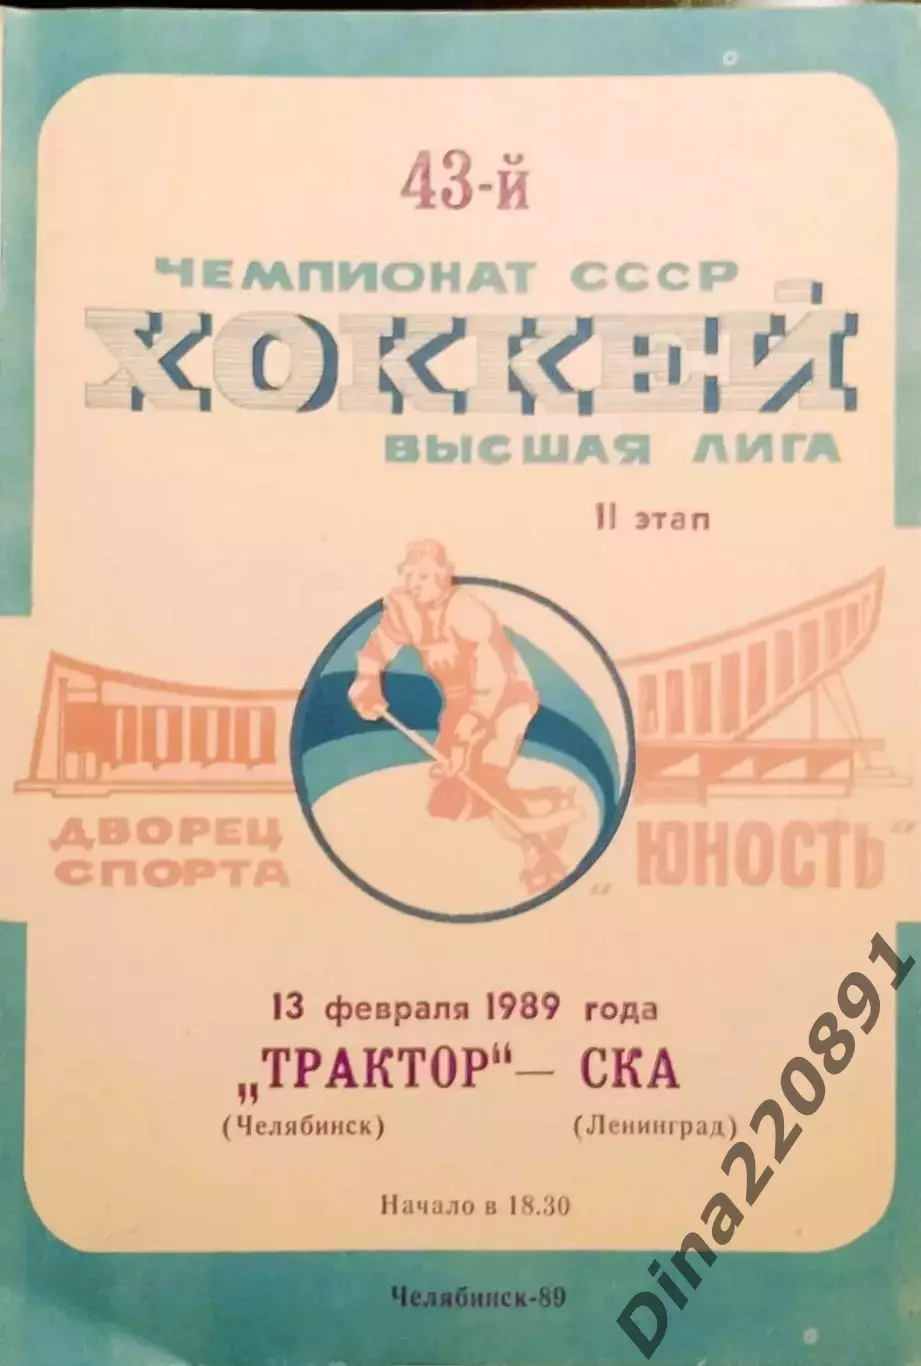 43-й
ЧЕМПИОНАТ СССР
ХОККЕЙ
ВЫСШАЯ ЛИГА
II этап
ДВОРЕЦ
СПОРТА „ЮНОСТЬ“
13 февраля 1989 года
„ТРАКТОР“ — СКА
(Челябинск) (Ленинград)
Начало в 18.30
Челябинск-89
Dina220891